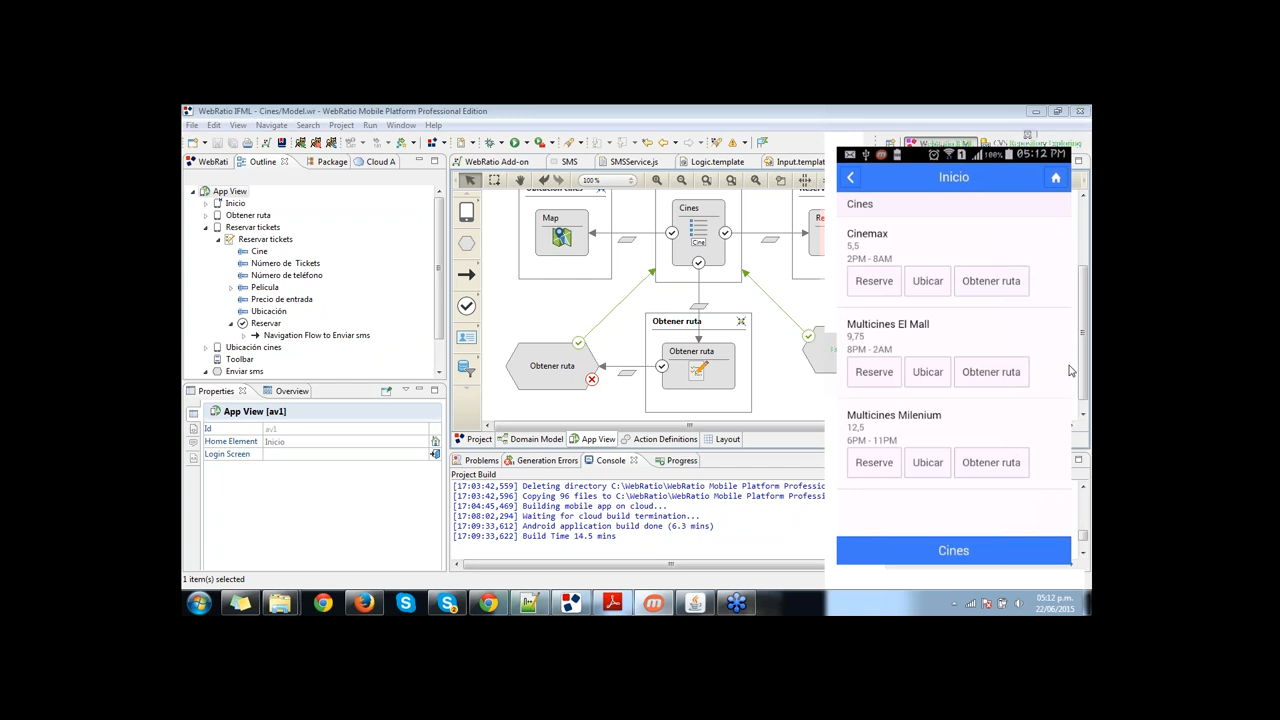 WebRatio IFML - Cines/Model.wr - WebRatio Mobile Platform Professional Edition
File Edit View Navigate Search Project Run Window Help
WebRati Outline Package Cloud A
App View
Inicio
Obtener ruta
Reservar tickets
Reservar tickets
Cine
Número de Tickets
Número de teléfono
Película
Precio de entrada
Ubicación
Reservar
Navigation Flow to Enviar sms
Ubicación cines
Toolbar
Enviar sms
Properties Overview
App View [av1]
Id av1
Home Element Inicio
Login Screen
1 item(s) selected
WebRatio Add-on SMS SMSService.js Logic.template Input.template
100 %
Map
Cines
Cine
Obtener ruta
Obtener ruta
Obtener ruta
Project Domain Model App View Action Definitions Layout
Problems Generation Errors Console Progress
Project Build
[17:03:42,559] Deleting directory C:\WebRatio\WebRatio Mobile Platform Professio
[17:03:42,596] Copying 96 files to C:\WebRatio\WebRatio Mobile Platform Professio
[17:04:45,469] Building mobile app on cloud...
[17:08:02,294] Waiting for cloud build termination...
[17:09:33,612] Android application build done (6.3 mins)
[17:09:33,622] Build Time 14.5 mins
100% 05:12 PM
Inicio
Cines
Cinemax
5,5
2PM - 8AM
Reserve Ubicar Obtener ruta
Multicines El Mall
9,75
8PM - 2AM
Reserve Ubicar Obtener ruta
Multicines Milenium
12,5
6PM - 11PM
Reserve Ubicar Obtener ruta
Cines
05:12 p.m.
22/06/2015